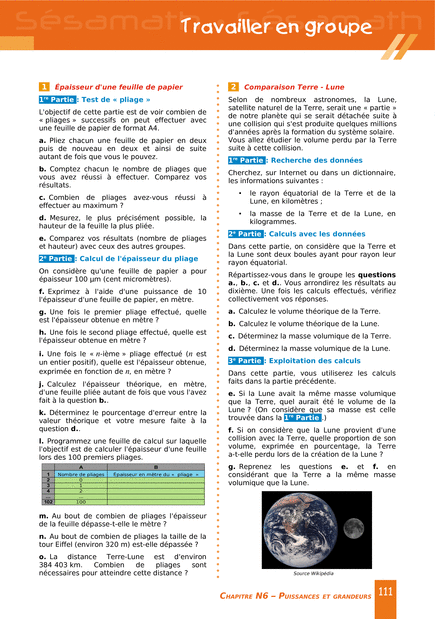 Sésamath Sésamath Sésamath
Travailler en groupe
1 Épaisseur d'une feuille de papier
1re Partie : Test de « pliage »
L'objectif de cette partie est de voir combien de
« pliages » successifs on peut effectuer avec
une feuille de papier de format A4.
a. Pliez chacun une feuille de papier en deux
puis de nouveau en deux et ainsi de suite
autant de fois que vous le pouvez.
b. Comptez chacun le nombre de pliages que
vous avez réussi à effectuer. Comparez vos
résultats.
c. Combien de pliages avez-vous réussi à
effectuer au maximum ?
d. Mesurez, le plus précisément possible, la
hauteur de la feuille la plus pliée.
e. Comparez vos résultats (nombre de pliages
et hauteur) avec ceux des autres groupes.
2e Partie : Calcul de l'épaisseur du pliage
On considère qu'une feuille de papier a pour
épaisseur 100 µm (cent micromètres).
f. Exprimez à l'aide d'une puissance de 10
l'épaisseur d'une feuille de papier, en mètre.
g. Une fois le premier pliage effectué, quelle
est l'épaisseur obtenue en mètre ?
h. Une fois le second pliage effectué, quelle est
l'épaisseur obtenue en mètre ?
i. Une fois le « n-ième » pliage effectué (n est
un entier positif), quelle est l'épaisseur obtenue,
exprimée en fonction de n, en mètre ?
j. Calculez l'épaisseur théorique, en mètre,
d'une feuille pliée autant de fois que vous l'avez
fait à la question b..
k. Déterminez le pourcentage d'erreur entre la
valeur théorique et votre mesure faite à la
question d..
l. Programmez une feuille de calcul sur laquelle
l'objectif est de calculer l'épaisseur d'une feuille
lors des 100 premiers pliages.
A B
1 Nombre de pliages Épaisseur en mètre du « pliage »
2 0
3 1
4 2
...
102 100
m. Au bout de combien de pliages l'épaisseur
de la feuille dépasse-t-elle le mètre ?
n. Au bout de combien de pliages la taille de la
tour Eiffel (environ 320 m) est-elle dépassée ?
o. La distance Terre-Lune est d'environ
384 403 km. Combien de pliages sont
nécessaires pour atteindre cette distance ?
2 Comparaison Terre - Lune
Selon de nombreux astronomes, la Lune,
satellite naturel de la Terre, serait une « partie »
de notre planète qui se serait détachée suite à
une collision qui s'est produite quelques millions
d'années après la formation du système solaire.
Vous allez étudier le volume perdu par la Terre
suite à cette collision.
1re Partie : Recherche des données
Cherchez, sur Internet ou dans un dictionnaire,
les informations suivantes :
• le rayon équatorial de la Terre et de la
Lune, en kilomètres ;
• la masse de la Terre et de la Lune, en
kilogrammes.
2e Partie : Calculs avec les données
Dans cette partie, on considère que la Terre et
la Lune sont deux boules ayant pour rayon leur
rayon équatorial.
Répartissez-vous dans le groupe les questions
a., b., c. et d.. Vous arrondirez les résultats au
dixième. Une fois les calculs effectués, vérifiez
collectivement vos réponses.
a. Calculez le volume théorique de la Terre.
b. Calculez le volume théorique de la Lune.
c. Déterminez la masse volumique de la Terre.
d. Déterminez la masse volumique de la Lune.
3e Partie : Exploitation des calculs
Dans cette partie, vous utiliserez les calculs
faits dans la partie précédente.
e. Si la Lune avait la même masse volumique
que la Terre, quel aurait été le volume de la
Lune ? (On considère que sa masse est celle
trouvée dans la 1re Partie .)
f. Si on considère que la Lune provient d'une
collision avec la Terre, quelle proportion de son
volume, exprimée en pourcentage, la Terre
a-t-elle perdu lors de la création de la Lune ?
g. Reprenez les questions e. et f. en
considérant que la Terre a la même masse
volumique que la Lune.
Source Wikipédia
Chapitre N6 – Puissances et grandeurs 111